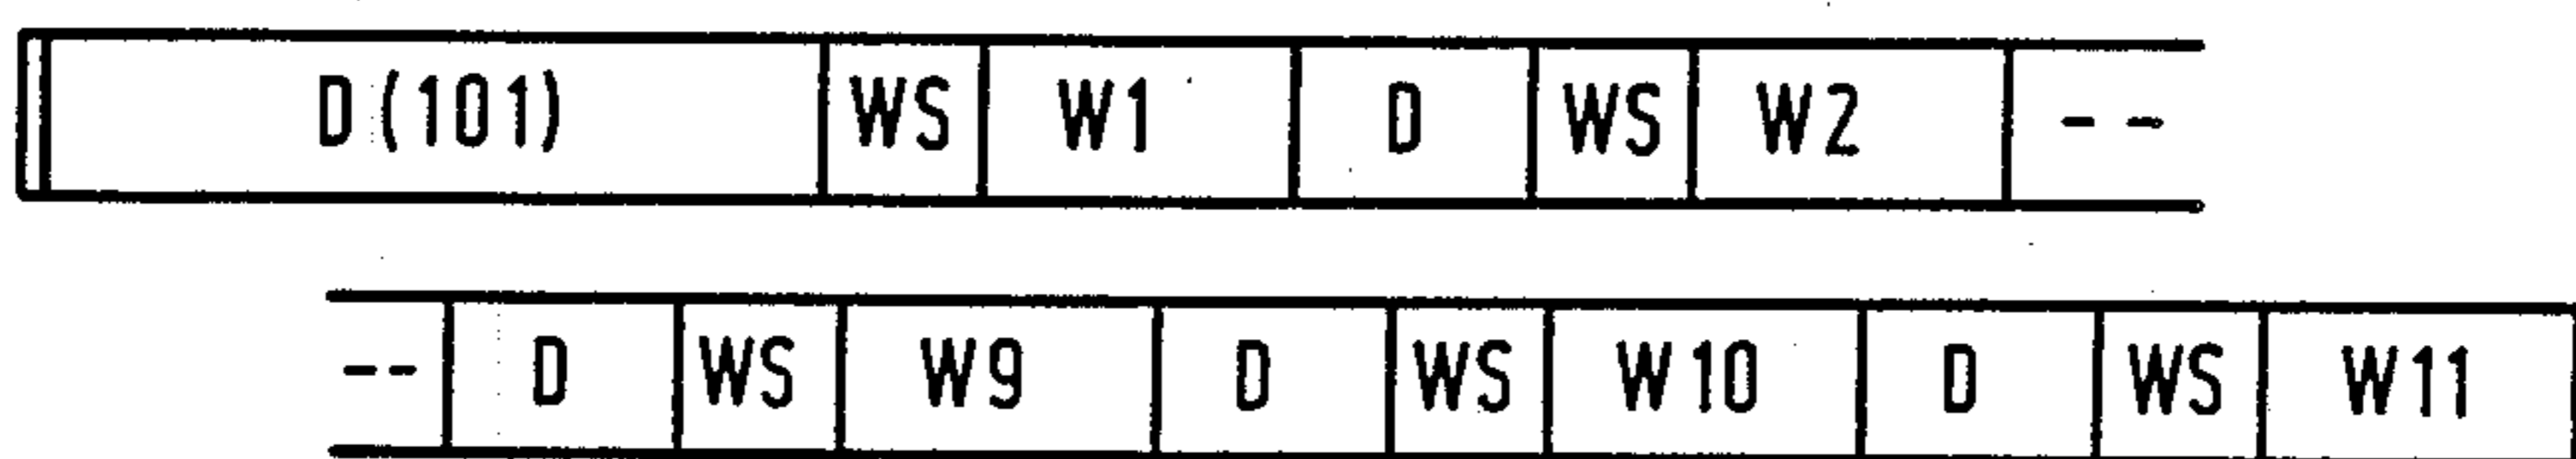 D(101) WS W1 D WS W2 --
-- D WS W9 D WS W10 D WS W11